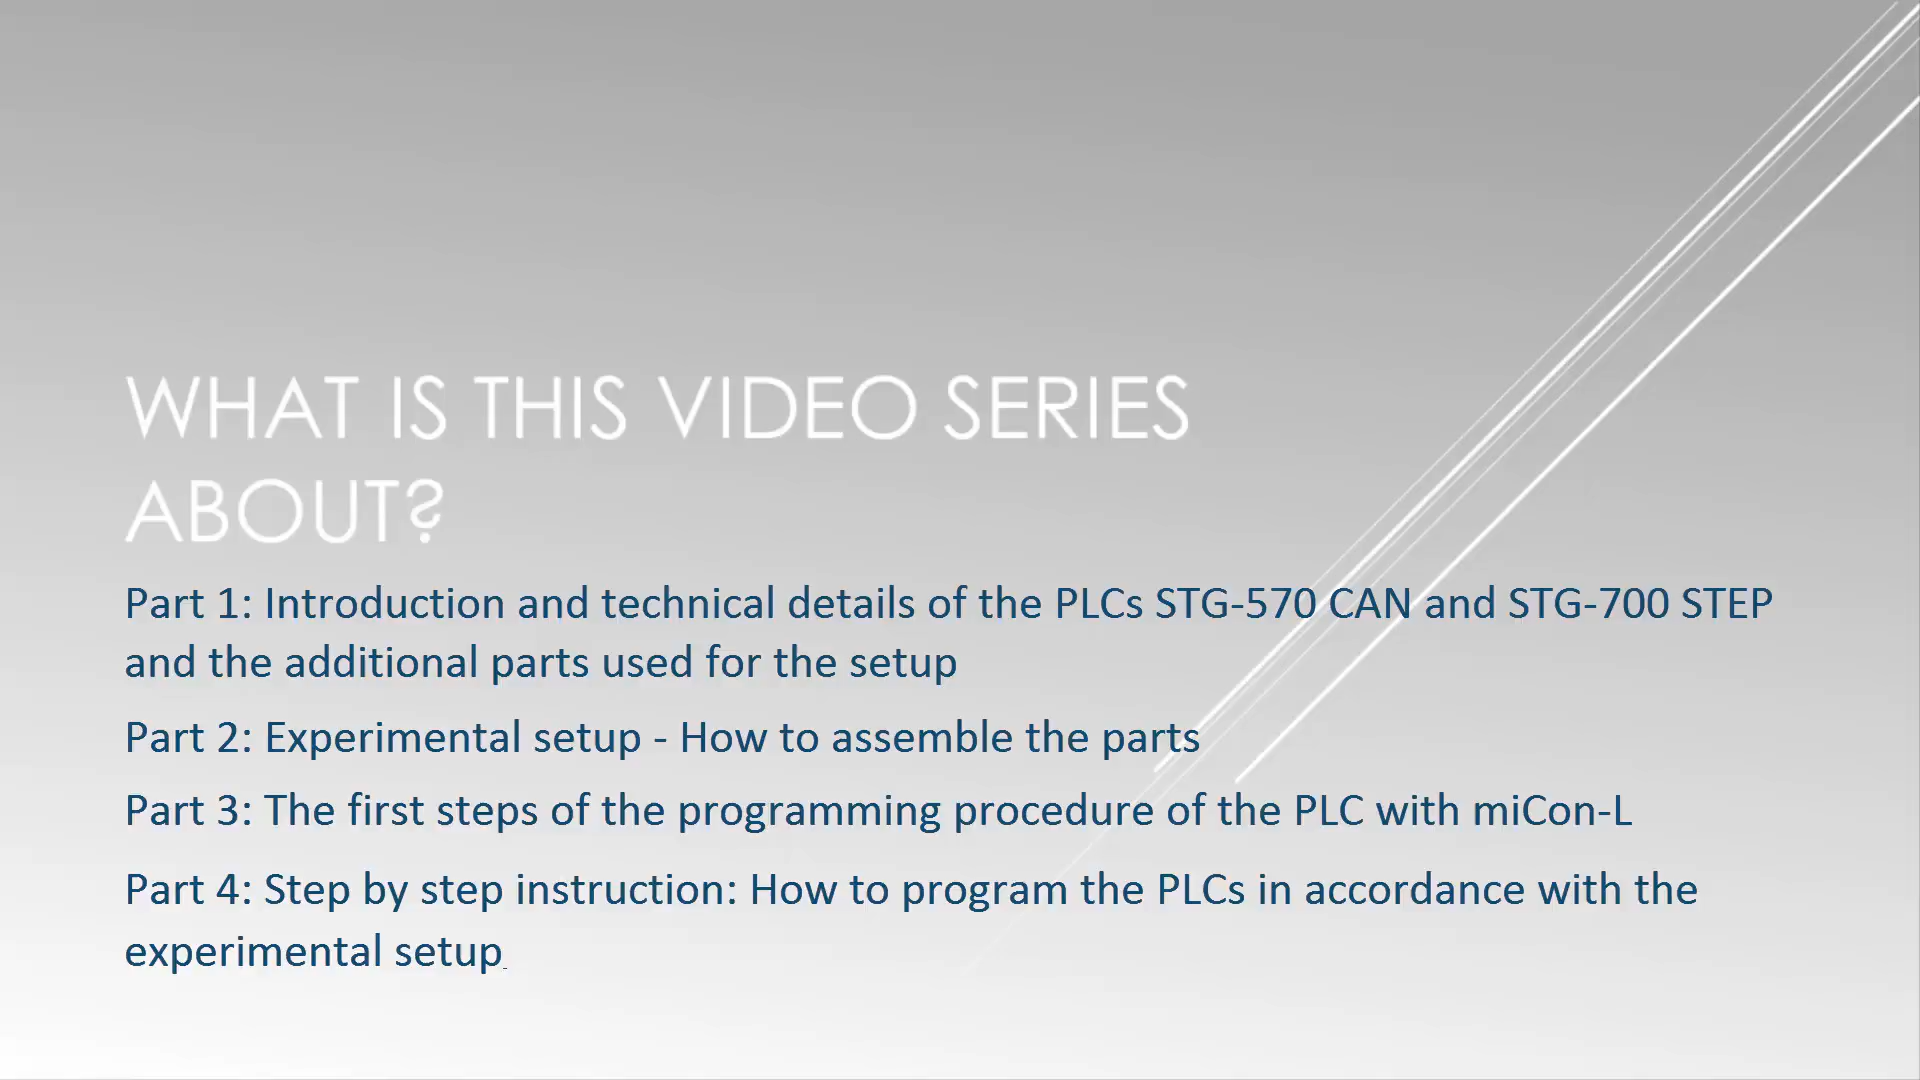 WHAT IS THIS VIDEO SERIES
ABOUT?
Part 1: Introduction and technical details of the PLCs STG-570 CAN and STG-700 STEP
and the additional parts used for the setup
Part 2: Experimental setup - How to assemble the parts
Part 3: The first steps of the programming procedure of the PLC with miCon-L
Part 4: Step by step instruction: How to program the PLCs in accordance with the
experimental setup